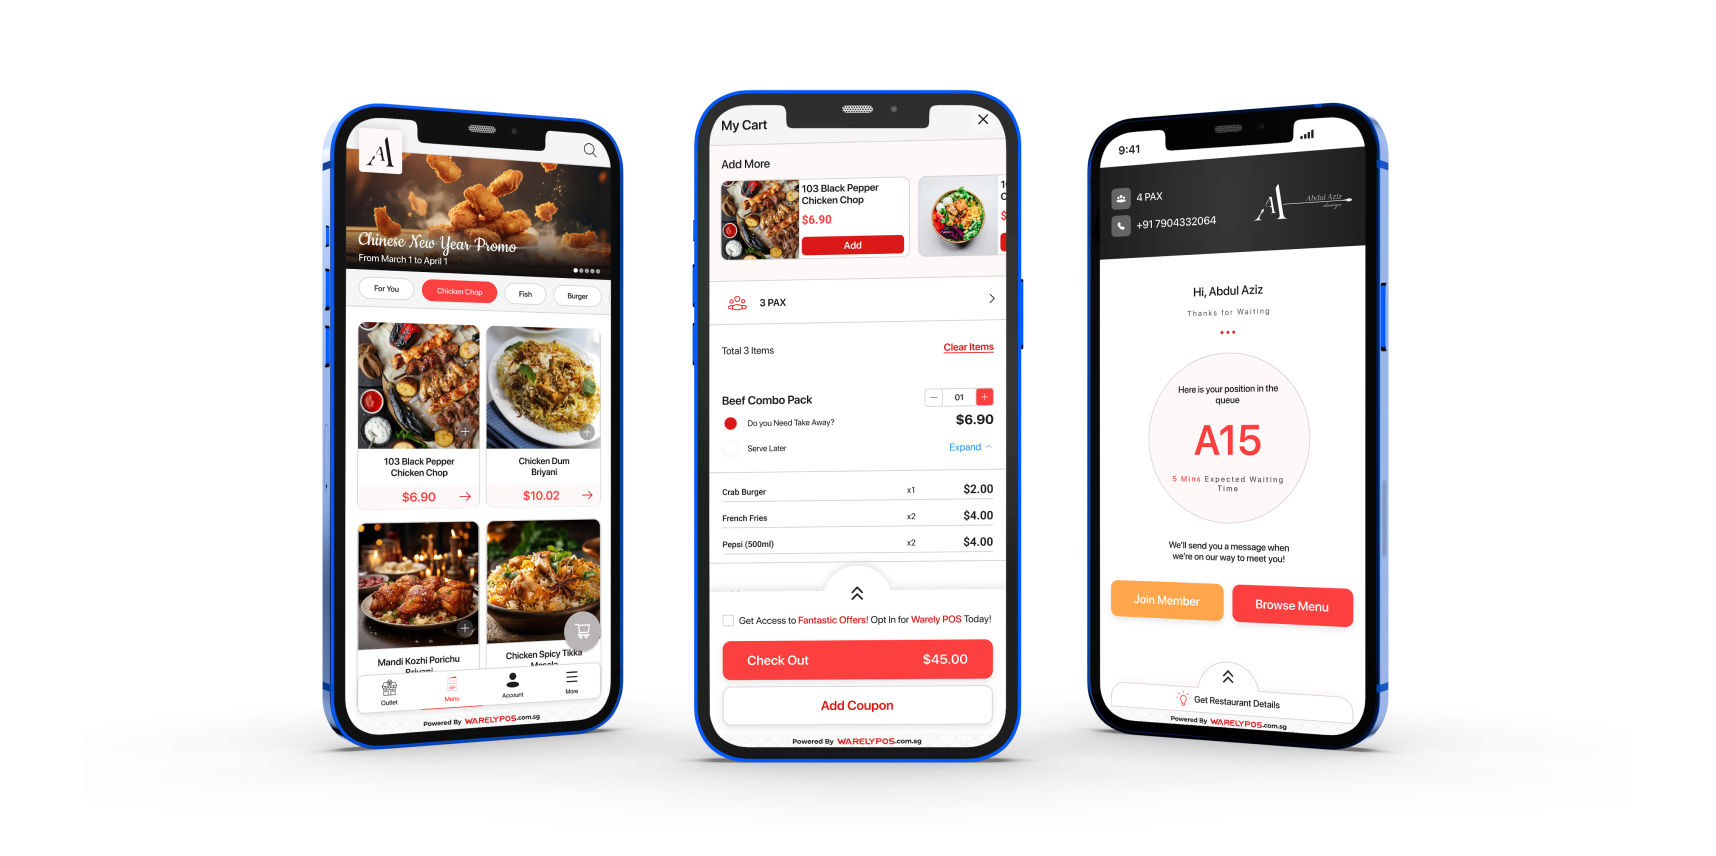 Chinese New Year Promo
From March 1 to April 1
For You
Chicken Chop
Fish
Burger
103 Black Pepper
Chicken Chop
$6.90
Chicken Dum
Briyani
$10.02
Mandi Kozhi Porichu
Briyani
Chicken Spicy Tikka
Masala
Outlet
Menu
Account
More
Powered By WARELYPOS.com.sg
My Cart
Add More
103 Black Pepper
Chicken Chop
$6.90
Add
3 PAX
Total 3 Items
Clear Items
Beef Combo Pack
01
Do you Need Take Away?
$6.90
Serve Later
Expand
Crab Burger x1 $2.00
French Fries x2 $4.00
Pepsi (500ml) x2 $4.00
Get Access to Fantastic Offers! Opt In for Warely POS Today!
Check Out $45.00
Add Coupon
Powered By WARELYPOS.com.sg
9:41
4 PAX
+91 7904332064
Abdul Aziz
design
Hi, Abdul Aziz
Thanks for Waiting
Here is your position in the
queue
A15
5 Mins Expected Waiting
Time
We'll send you a message when
we're on our way to meet you!
Join Member
Browse Menu
Get Restaurant Details
Powered By WARELYPOS.com.sg